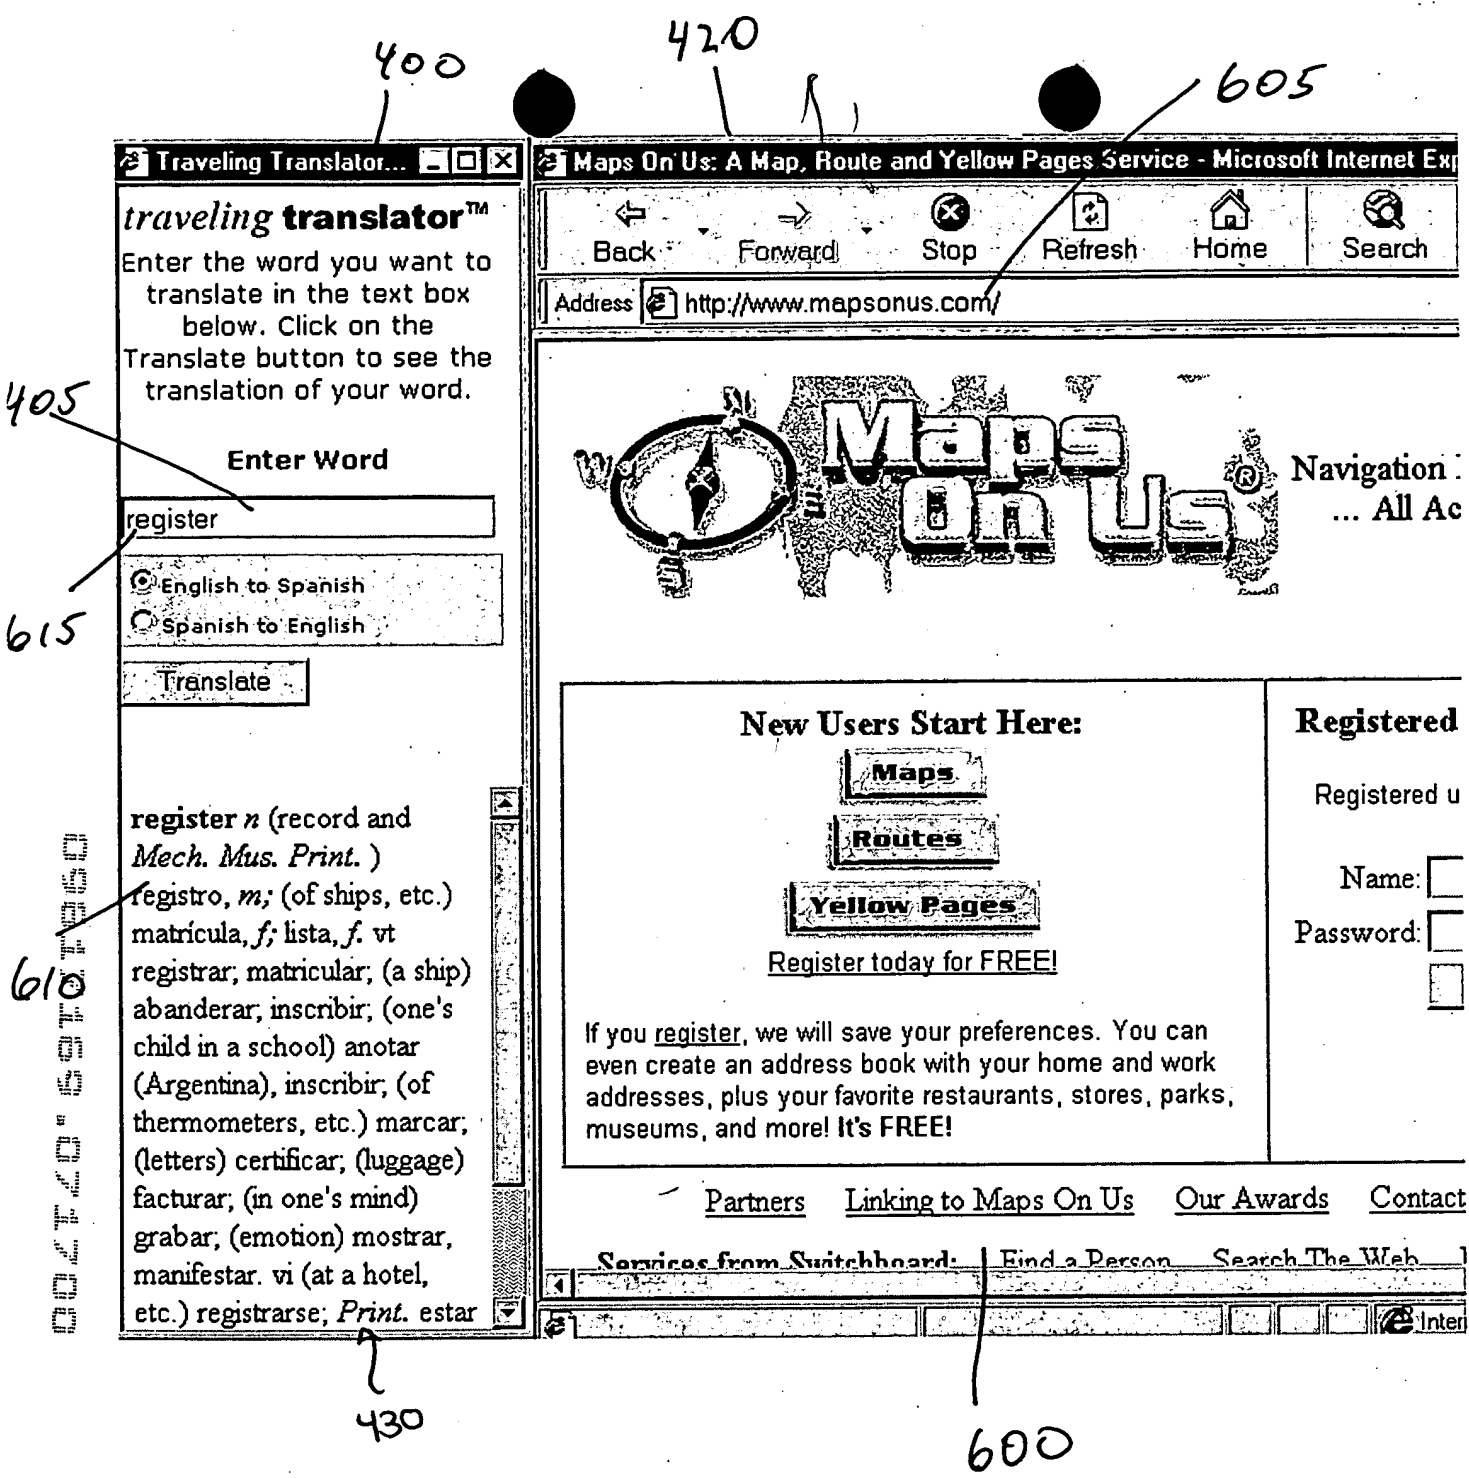 400
420
605
Traveling Translator...
Maps On Us: A Map, Route and Yellow Pages Service - Microsoft Internet Exp
traveling translator™
Enter the word you want to
translate in the text box
below. Click on the
Translate button to see the
translation of your word.
405
Enter Word
register
615
English to Spanish
Spanish to English
Translate
register n (record and
Mech. Mus. Print. )
registro, m; (of ships, etc.)
matrícula, f; lista, f. vt
registrar; matricular; (a ship)
abanderar; inscribir; (one's
child in a school) anotar
(Argentina), inscribir; (of
thermometers, etc.) marcar;
(letters) certificar; (luggage)
facturar; (in one's mind)
grabar; (emotion) mostrar,
manifestar. vi (at a hotel,
etc.) registrarse; Print. estar
610
430
Back Forward Stop Refresh Home Search
Address http://www.mapsonus.com/
N
W
E
S
Maps
On Us ®
Navigation
... All Ac
New Users Start Here:
Maps
Routes
Yellow Pages
Register today for FREE!
If you register, we will save your preferences. You can
even create an address book with your home and work
addresses, plus your favorite restaurants, stores, parks,
museums, and more! It's FREE!
Registered
Registered u
Name:
Password:
Partners Linking to Maps On Us Our Awards Contact
Services from Switchboard: Find a Person Search The Web
Inter
600